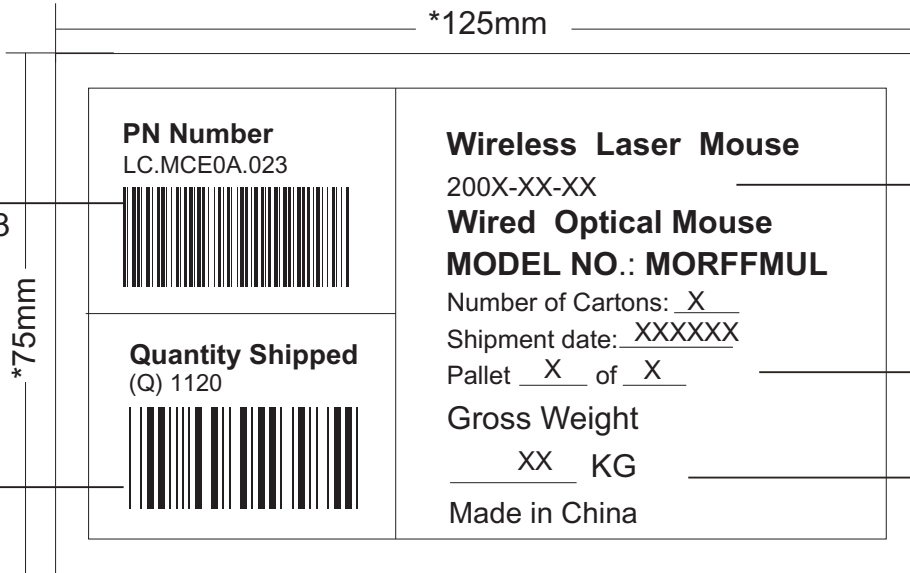 *125mm
*75mm
3
PN Number
LC.MCE0A.023
Quantity Shipped
(Q) 1120
Wireless Laser Mouse
200X-XX-XX
Wired Optical Mouse
MODEL NO.: MORFFMUL
Number of Cartons: X
Shipment date: XXXXXX
Pallet X of X
Gross Weight
XX KG
Made in China